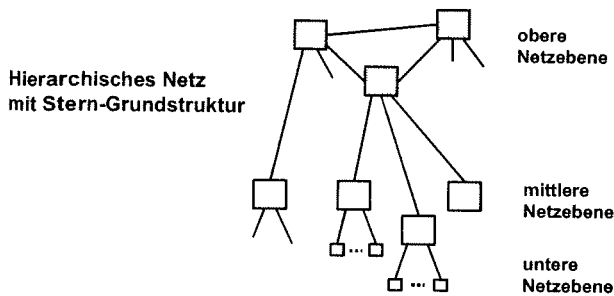 obere
Netzebene
Hierarchisches Netz
mit Stern-Grundstruktur
mittlere
Netzebene
...
...
untere
Netzebene